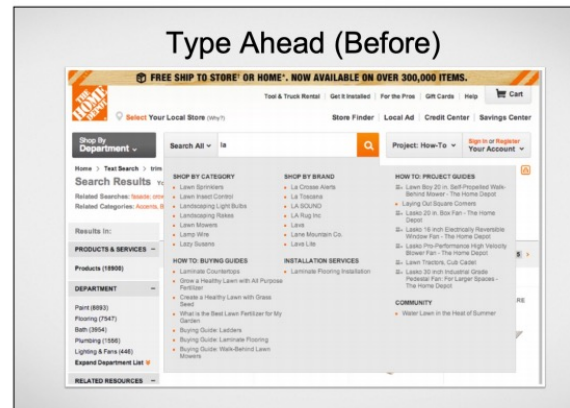 Type Ahead (Before)
FREE SHIP TO STORE* OR HOME*. NOW AVAILABLE ON OVER 300,000 ITEMS.
THE HOME DEPOT
Tool & Truck Rental | Get It Installed | For the Pros | Gift Cards | Help
Cart
Select Your Local Store (Why?)
Store Finder | Local Ad | Credit Center | Savings Center
Shop By
Department
Search All
la
Project: How-To
Sign In or Register
Your Account
Home > Text Search > trim
Search Results
Related Searches: fascia,
Related Categories: Accents,
Results in:
PRODUCTS & SERVICES
Products (18908)
DEPARTMENT
Paint (8693)
Flooring (7547)
Bath (3954)
Plumbing (1556)
Lighting & Fans (446)
Expand Department List
RELATED RESOURCES
SHOP BY CATEGORY
Lawn Sprinklers
Lawn Insect Control
Landscaping Light Bulbs
Landscaping Rakes
Lawn Mowers
Lamp Wire
Lazy Susans
HOW TO: BUYING GUIDES
Laminate Countertops
Grow a Healthy Lawn with All Purpose
Fertilizer
Create a Healthy Lawn with Grass
Seed
What is the Best Lawn Fertilizer for My
Garden
Buying Guide: Ladders
Buying Guide: Laminate Flooring
Buying Guide: Walk-Behind Lawn
Mowers
SHOP BY BRAND
La Crosse Alerts
La Toscana
LA SOUND
LA Rug Inc
Lava
Lane Mountain Co.
Lava Lite
INSTALLATION SERVICES
Laminate Flooring Installation
HOW TO: PROJECT GUIDES
Lawn Boy 20 in. Self-Propelled Walk-
Behind Mower - The Home Depot
Laying Out Square Corners
Lasko 20 in. Box Fan - The Home
Depot
Lasko 16 inch Electrically Reversible
Window Fan - The Home Depot
Lasko Pro-Performance High Velocity
Blower Fan - The Home Depot
Lawn Tractors, Cub Cadet
Lasko 30 inch Industrial Grade
Pedestal Fan: For Larger Spaces -
The Home Depot
COMMUNITY
Water Lawn in the Heat of Summer